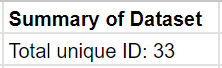 Summary of Dataset
Total unique ID: 33